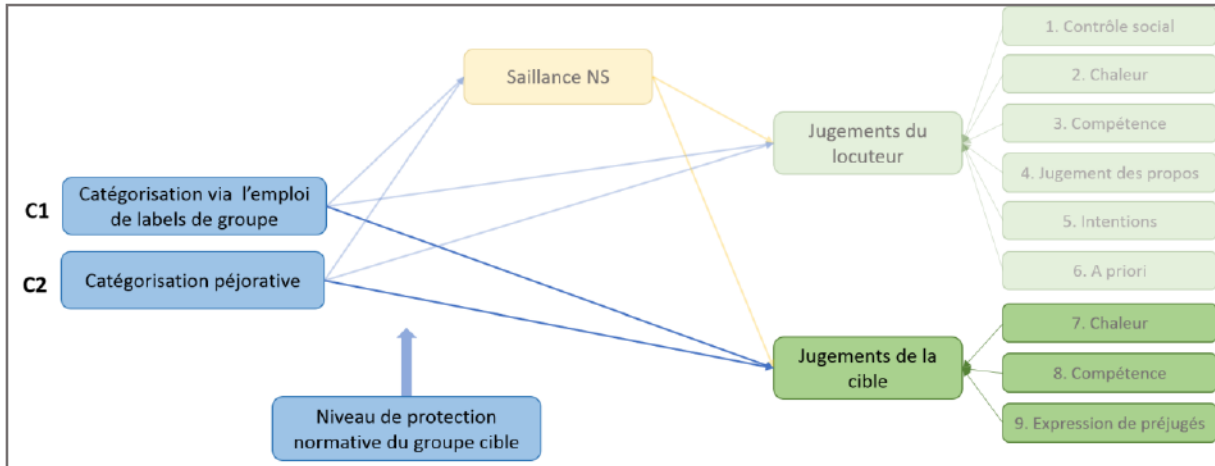 Saillance NS
Jugements du
locuteur
1. Contrôle social
2. Chaleur
3. Compétence
4. Jugement des propos
5. Intentions
6. A priori
C1
Catégorisation via l'emploi
de labels de groupe
C2
Catégorisation péjorative
Niveau de protection
normative du groupe cible
Jugements de la
cible
7. Chaleur
8. Compétence
9. Expression de préjugés